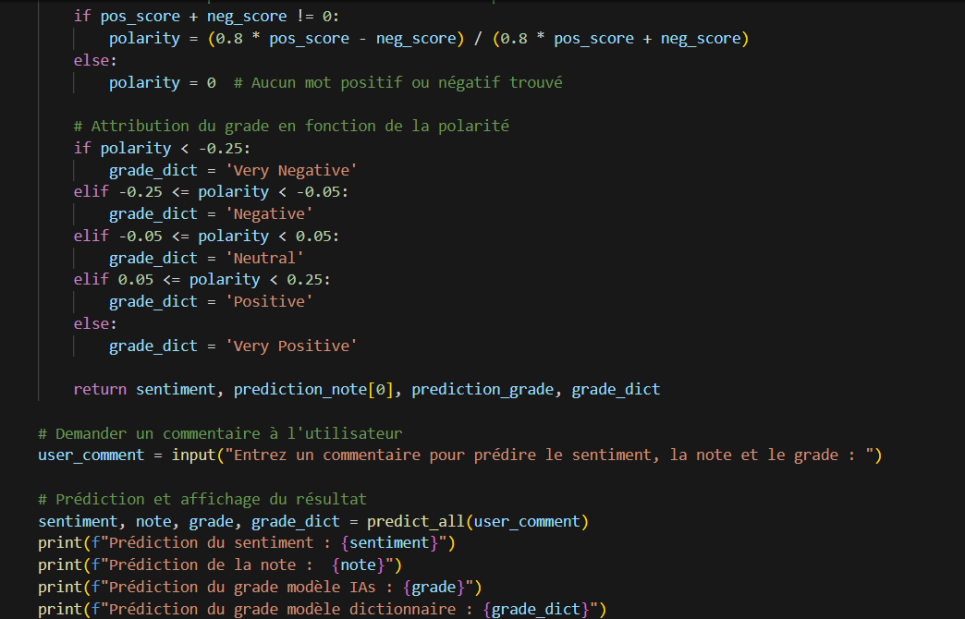 if pos_score + neg_score != 0:
polarity = (0.8 * pos_score - neg_score) / (0.8 * pos_score + neg_score)
else:
polarity = 0  # Aucun mot positif ou négatif trouvé
# Attribution du grade en fonction de la polarité
if polarity < -0.25:
grade_dict = 'Very Negative'
elif -0.25 <= polarity < -0.05:
grade_dict = 'Negative'
elif -0.05 <= polarity < 0.05:
grade_dict = 'Neutral'
elif 0.05 <= polarity < 0.25:
grade_dict = 'Positive'
else:
grade_dict = 'Very Positive'
return sentiment, prediction_note[0], prediction_grade, grade_dict
# Demander un commentaire à l'utilisateur
user_comment = input("Entrez un commentaire pour prédire le sentiment, la note et le grade : ")
# Prédiction et affichage du résultat
sentiment, note, grade, grade_dict = predict_all(user_comment)
print(f"Prédiction du sentiment : {sentiment}")
print(f"Prédiction de la note :  {note}")
print(f"Prédiction du grade modèle IAs : {grade}")
print(f"Prédiction du grade modèle dictionnaire : {grade_dict}")